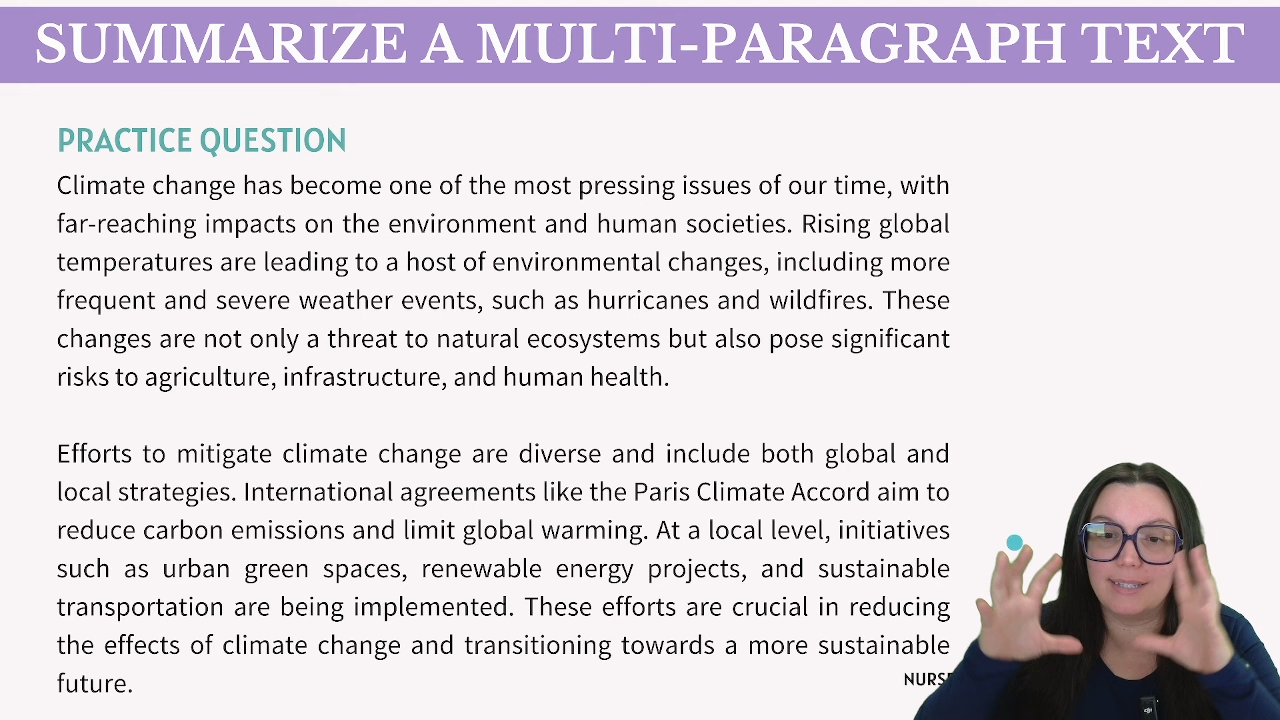 SUMMARIZE A MULTI-PARAGRAPH TEXT
PRACTICE QUESTION
Climate change has become one of the most pressing issues of our time, with
far-reaching impacts on the environment and human societies. Rising global
temperatures are leading to a host of environmental changes, including more
frequent and severe weather events, such as hurricanes and wildfires. These
changes are not only a threat to natural ecosystems but also pose significant
risks to agriculture, infrastructure, and human health.
Efforts to mitigate climate change are diverse and include both global and
local strategies. International agreements like the Paris Climate Accord aim to
reduce carbon emissions and limit global warming. At a local level, initiatives
such as urban green spaces, renewable energy projects, and sustainable
transportation are being implemented. These efforts are crucial in reducing
the effects of climate change and transitioning towards a more sustainable
future.